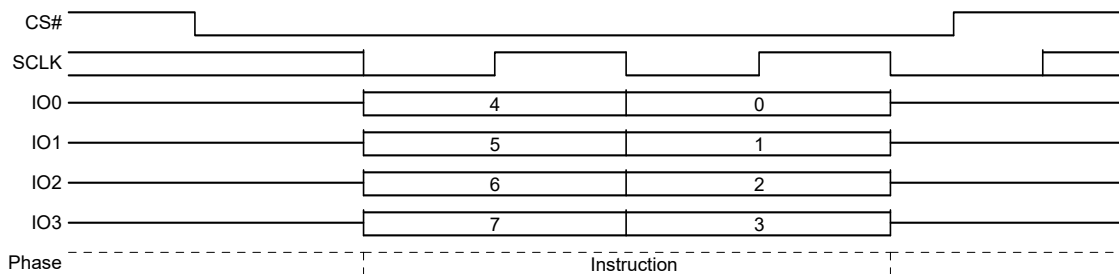 CS#
SCLK
IO0 4 0
IO1 5 1
IO2 6 2
IO3 7 3
Phase Instruction